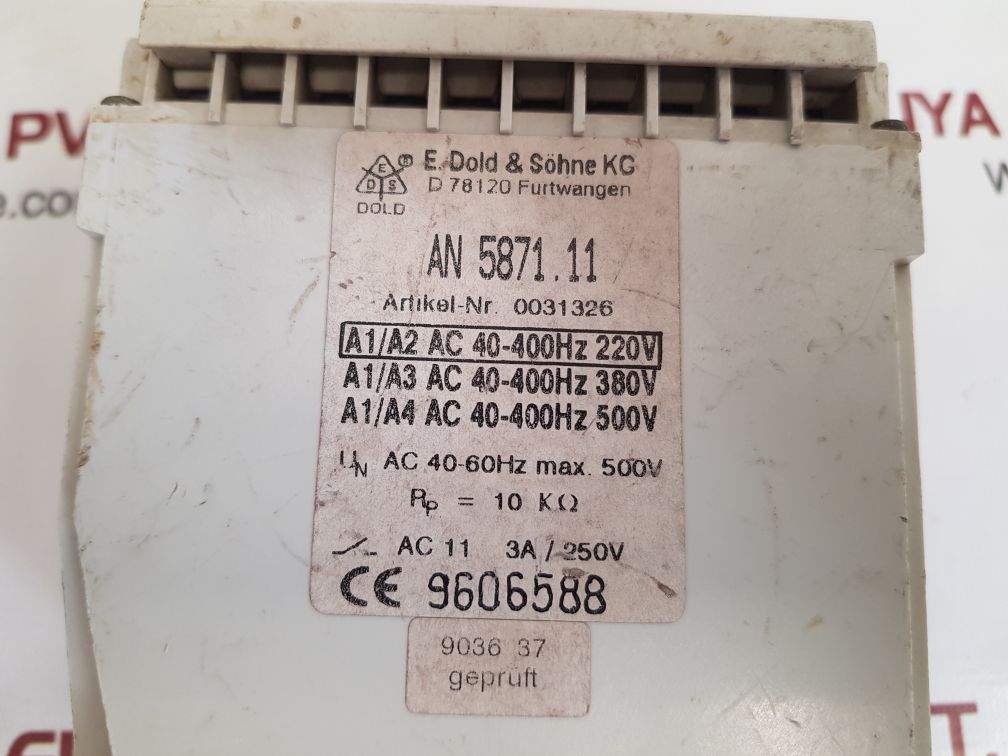 E
D S
DOLD
E. Dold & Söhne KG
D 78120 Furtwangen
AN 5871.11
Artikel-Nr. 0031326
A1/A2 AC 40-400Hz 220V
A1/A3 AC 40-400Hz 380V
A1/A4 AC 40-400Hz 500V
UN AC 40-60Hz max. 500V
Rp = 10 KΩ
AC 11 3A / 250V
CE 9606588
9036 37
geprüft
PV
e.co